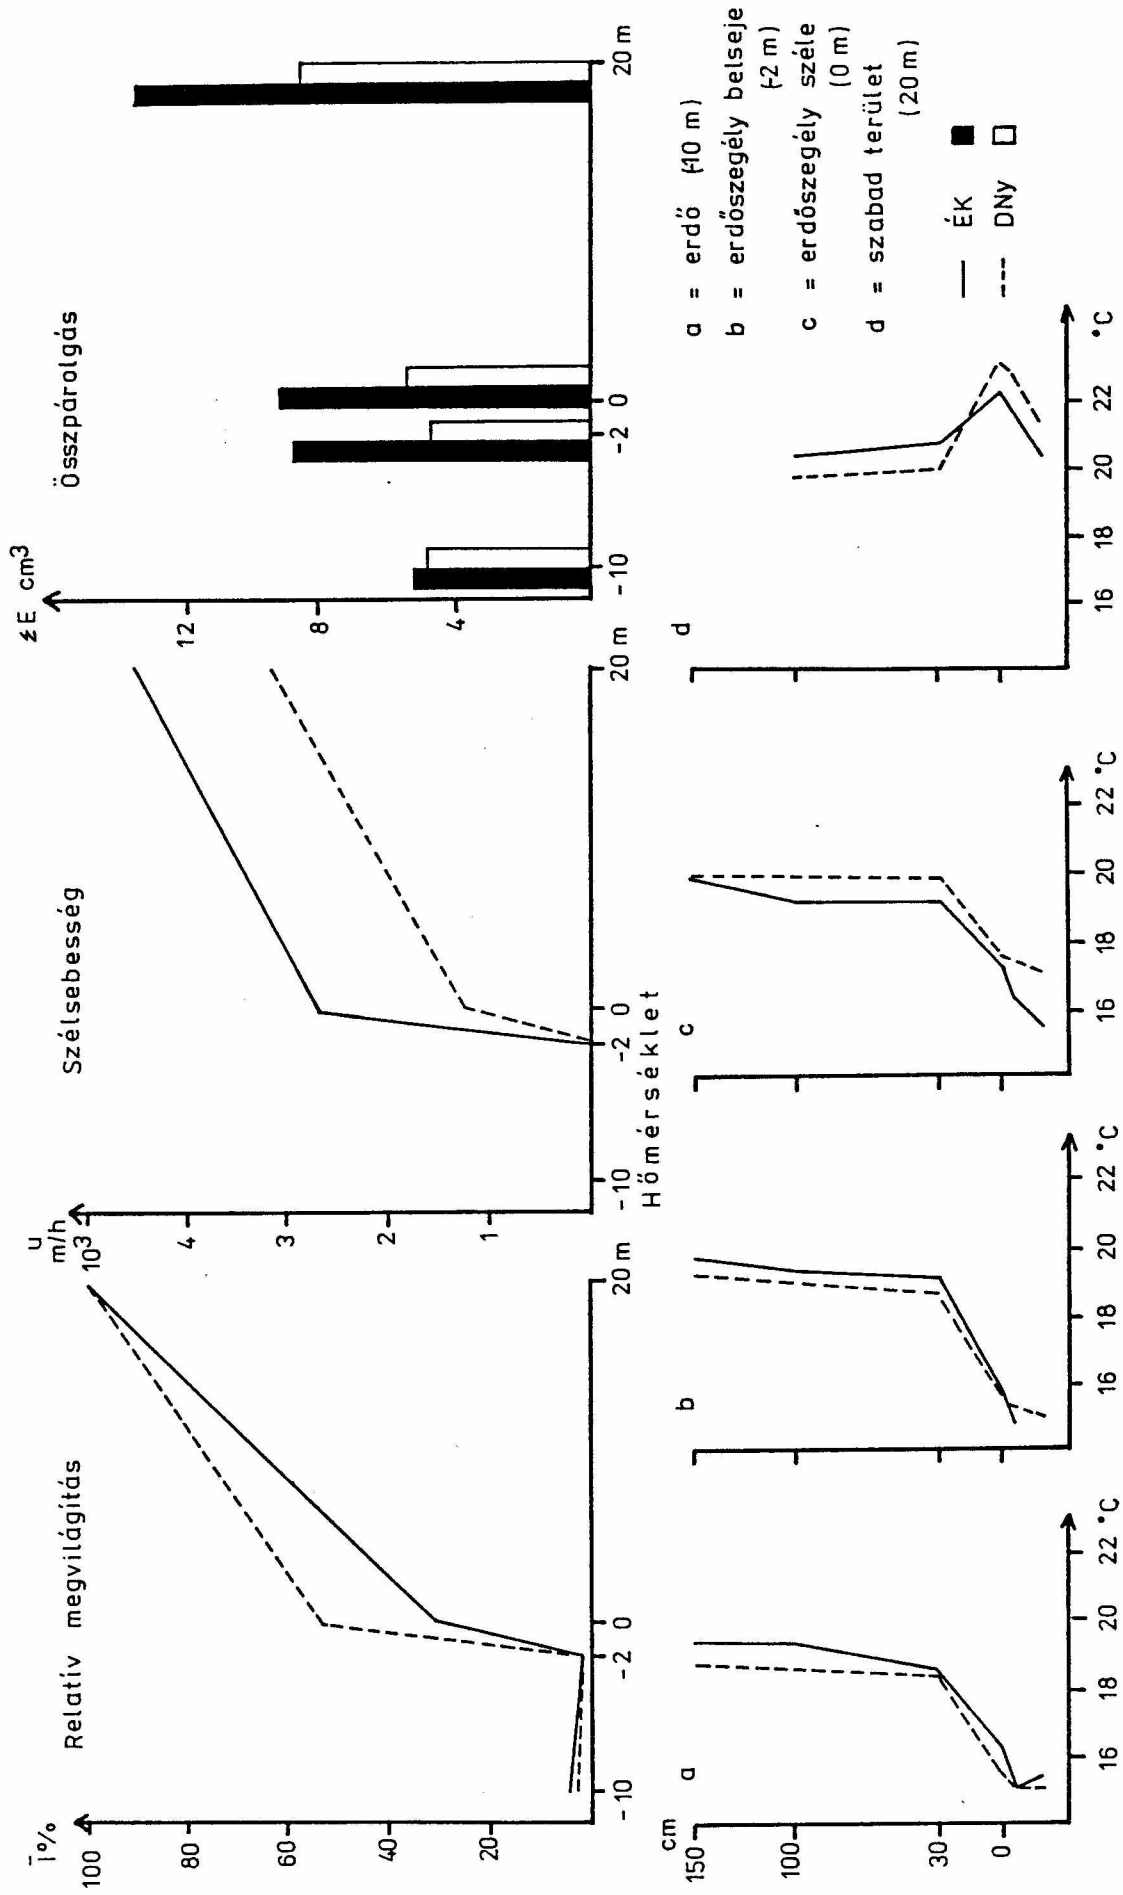 Relatív megvilágítás
ī%
100
80
60
40
20
-10
-2
0
20 m
Szélsebesség
u
m/h
10³
4
3
2
1
-10
-2
0
20 m
Összpárolgás
cm³
12
8
4
-10
-2
0
20 m
Hőmérséklet
cm
150
100
30
0
a
16
18
20
22
°C
b
16
18
20
22
°C
c
16
18
20
22
°C
d
16
18
20
22
°C
a = erdő (-10 m)
b = erdőszegély belseje
(-2 m)
c = erdőszegély széle
(0 m)
d = szabad terület
(20 m)
ÉK
DNy